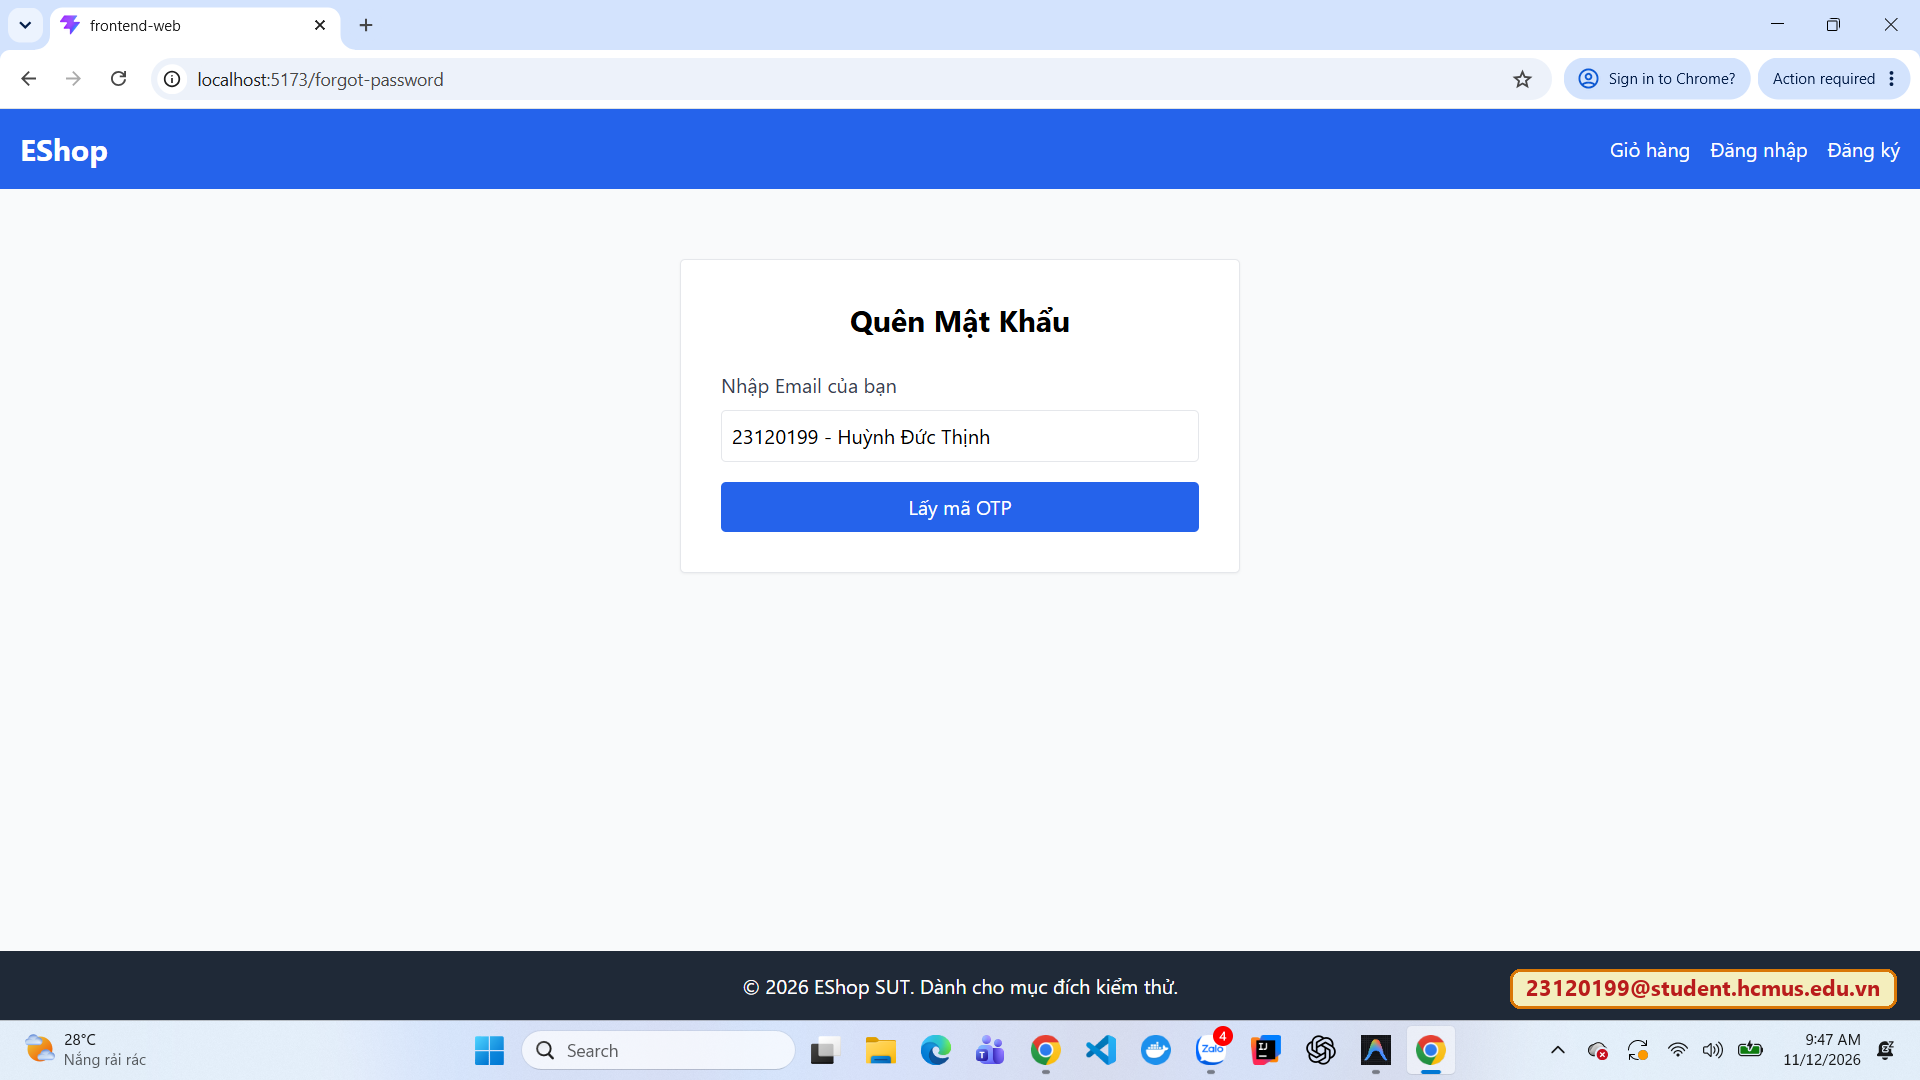 frontend-web
localhost:5173/forgot-password
Sign in to Chrome?
Action required
EShop
Giỏ hàng
Đăng nhập
Đăng ký
Quên Mật Khẩu
Nhập Email của bạn
23120199 - Huỳnh Đức Thịnh
Lấy mã OTP
© 2026 EShop SUT. Dành cho mục đích kiểm thử.
23120199@student.hcmus.edu.vn
28°C
Nắng rải rác
Search
Zalo
4
9:47 AM
11/12/2026